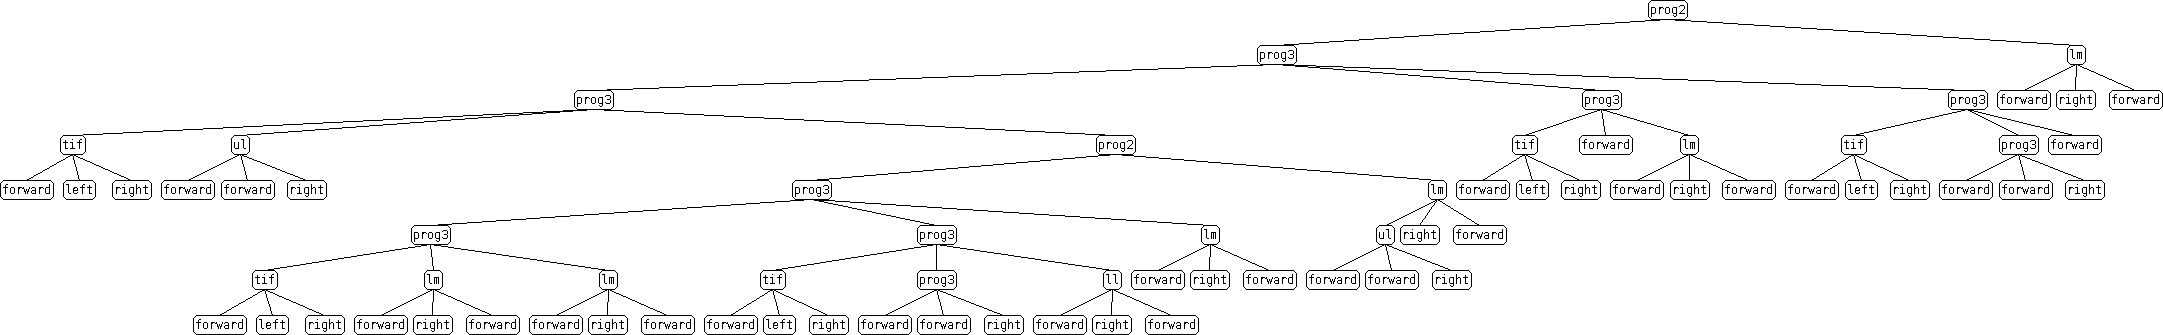 prog2
prog3 lm
prog3 prog3 prog3 forward right forward
tif ul prog2 tif forward lm tif prog3 forward
forward left right forward forward right prog3 lm forward left right forward right forward forward left right forward forward right
prog3 prog3 lm ul right forward
tif lm lm tif prog3 ll forward right forward forward forward right
forward left right forward right forward forward right forward forward left right forward forward right forward right forward